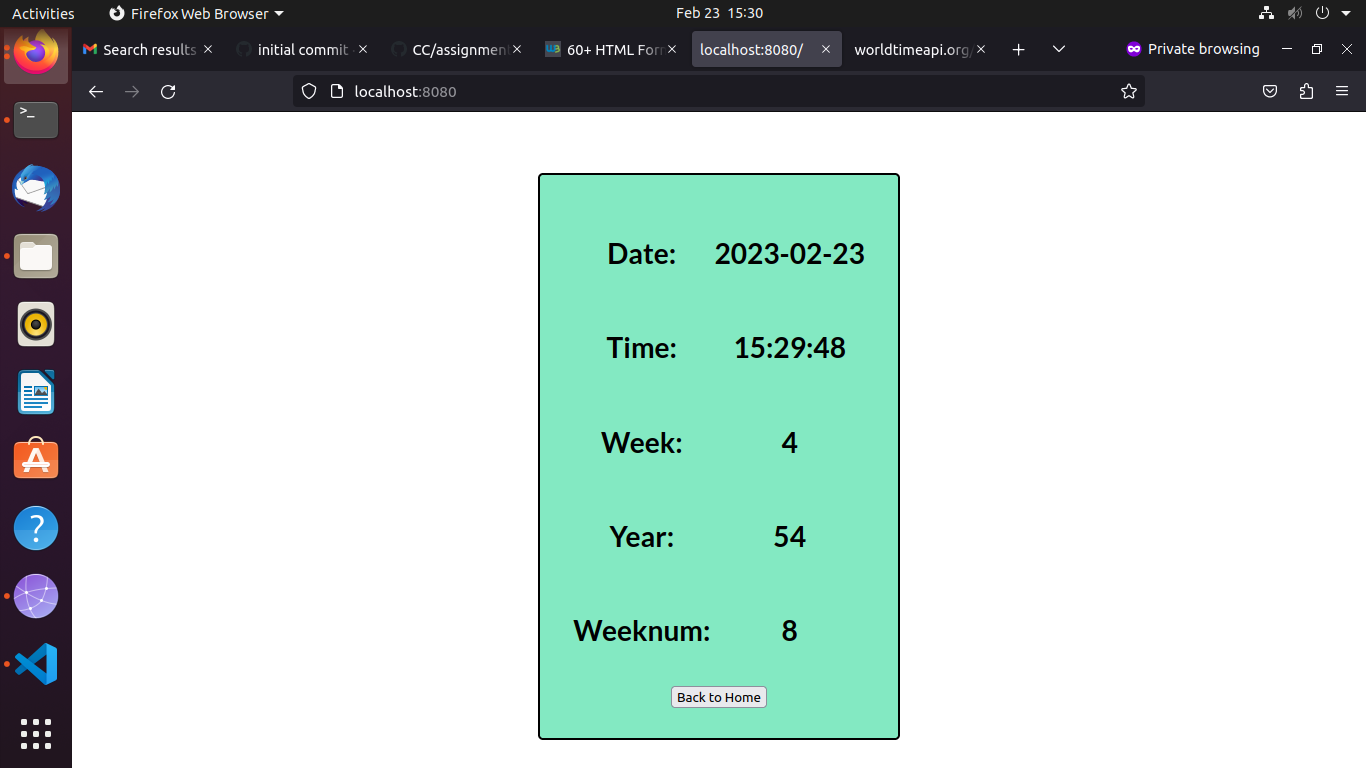 Activities Firefox Web Browser Feb 23 15:30
Search results initial commit CC/assignment 60+ HTML For localhost:8080/ worldtimeapi.org/ Private browsing
localhost:8080
Date: 2023-02-23
Time: 15:29:48
Week: 4
Year: 54
Weeknum: 8
Back to Home